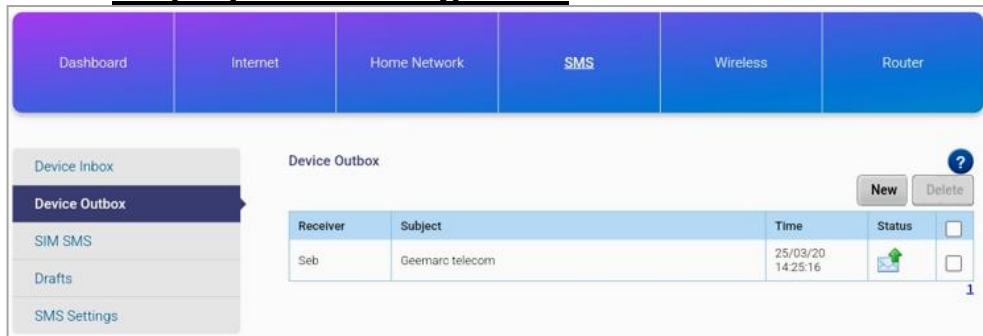 Dashboard
Internet
Home Network
SMS
Wireless
Router
Device Inbox
Device Outbox
SIM SMS
Drafts
SMS Settings
Device Outbox
?
New
Delete
Receiver
Subject
Time
Status
Seb
Geemarc telecom
25/03/20
14:25:16
1